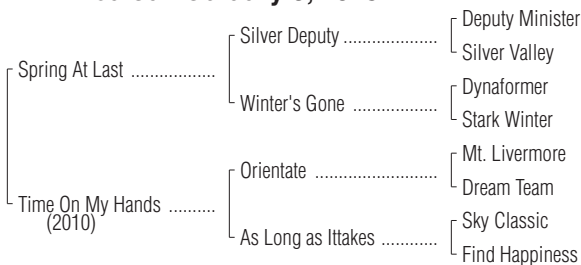 Deputy Minister
Silver Deputy ....................
Silver Valley
Spring At Last ..................
Dynaformer
Winter's Gone ..................
Stark Winter
Mt. Livermore
Orientate ..........................
Dream Team
Time On My Hands ..........
(2010)
Sky Classic
As Long as Ittakes ............
Find Happiness